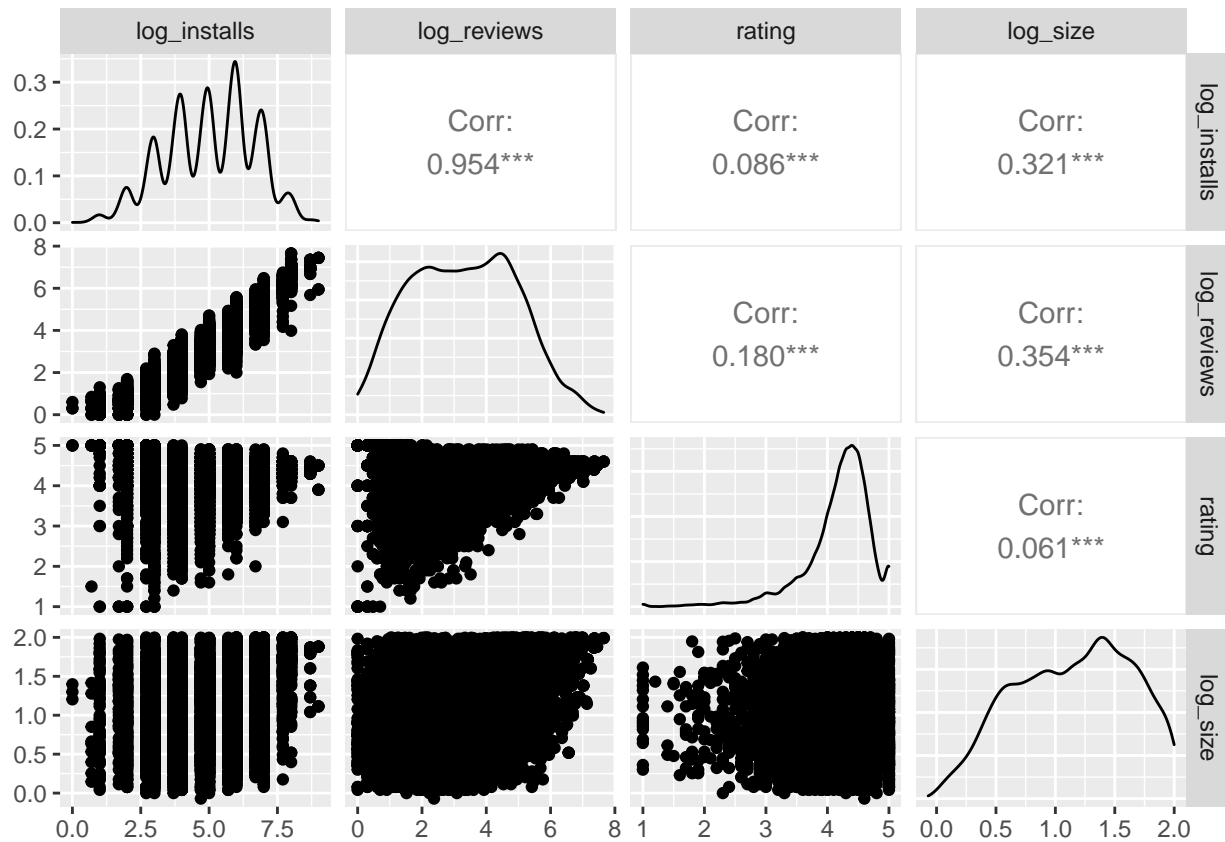 log_installs log_reviews rating log_size
0.3
0.2
0.1
0.0
Corr:
0.954***
Corr:
0.086***
Corr:
0.321***
log_installs
8
6
4
2
0
Corr:
0.180***
Corr:
0.354***
log_reviews
5
4
3
2
1
Corr:
0.061***
rating
2.0
1.5
1.0
0.5
0.0
log_size
0.0 2.5 5.0 7.5 0 2 4 6 8 1 2 3 4 5 0.0 0.5 1.0 1.5 2.0